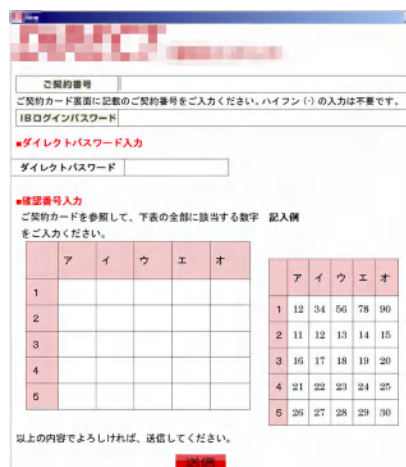 ご契約番号
ご契約カード裏面に記載のご契約番号をご入力ください。ハイフン(-)の入力は不要です。
IBログインパスワード
■ダイレクトパスワード入力
ダイレクトパスワード
■確認番号入力
ご契約カードを参照して、下表の全部に該当する数字
をご入力ください。
ア イ ウ エ オ
1
2
3
4
5
記入例
ア イ ウ エ オ
1 12 34 56 78 90
2 11 12 13 14 15
3 16 17 18 19 20
4 21 22 23 24 25
5 26 27 28 29 30
以上の内容でよろしければ、送信してください。
送信